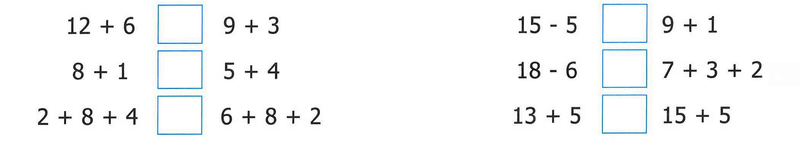 12 + 6 9 + 3 15 - 5 9 + 1
8 + 1 5 + 4 18 - 6 7 + 3 + 2
2 + 8 + 4 6 + 8 + 2 13 + 5 15 + 5